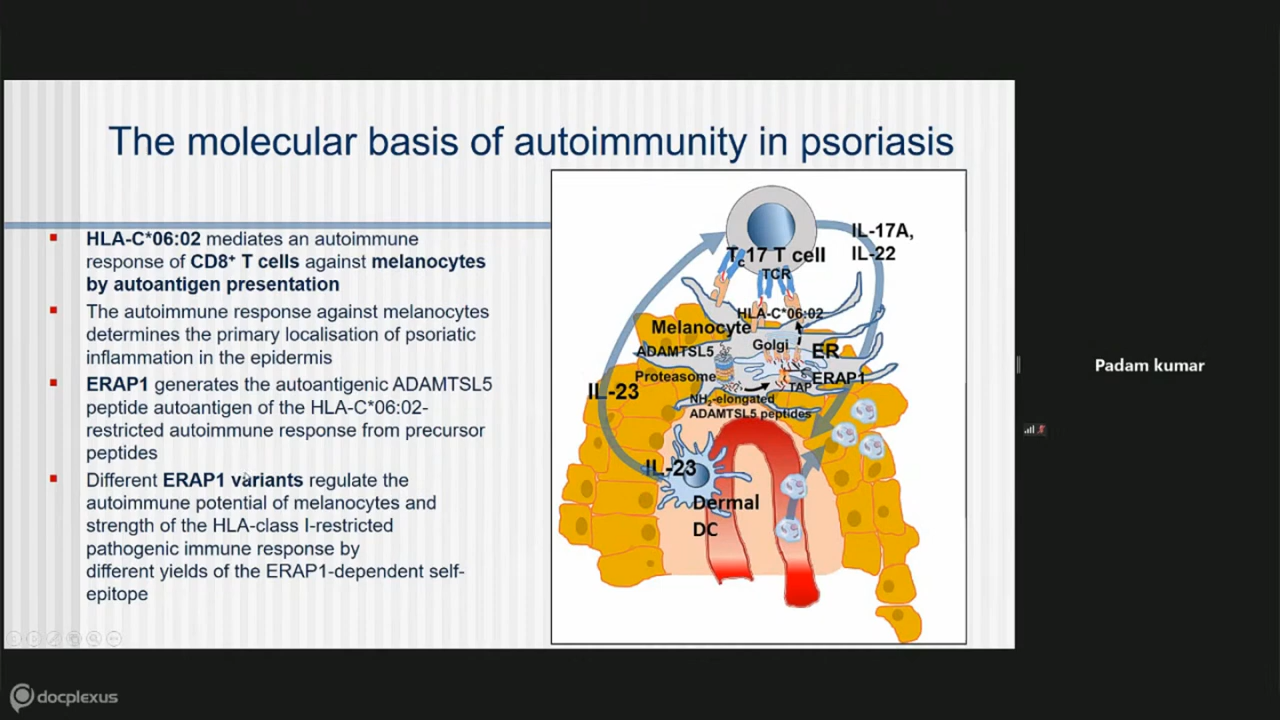 The molecular basis of autoimmunity in psoriasis
HLA-C*06:02 mediates an autoimmune
response of CD8+ T cells against melanocytes
by autoantigen presentation
The autoimmune response against melanocytes
determines the primary localisation of psoriatic
inflammation in the epidermis
ERAP1 generates the autoantigenic ADAMTSL5
peptide autoantigen of the HLA-C*06:02-
restricted autoimmune response from precursor
peptides
Different ERAP1 variants regulate the
autoimmune potential of melanocytes and
strength of the HLA-class I-restricted
pathogenic immune response by
different yields of the ERAP1-dependent self-
epitope
IL-17A,
IL-22
Tc17 T cell
TCR
HLA-C*06:02
Melanocyte
Golgi
ADAMTSL5
ER
Proteasome
ERAP1
TAP
IL-23
NH2-elongated
ADAMTSL5 peptides
IL-23
Dermal
DC
Padam kumar
docplexus